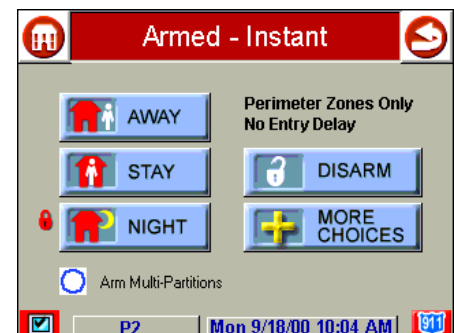 Armed - Instant
AWAY
Perimeter Zones Only
No Entry Delay
STAY
DISARM
NIGHT
MORE
CHOICES
Arm Multi-Partitions
P2
Mon 9/18/00 10:04 AM
911